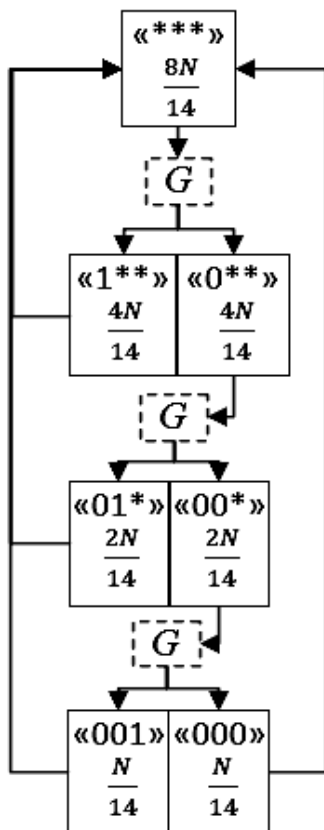 «***»
8N
14
G
«1**» «0**»
4N 4N
14 14
G
«01*» «00*»
2N 2N
14 14
G
«001» «000»
N N
14 14